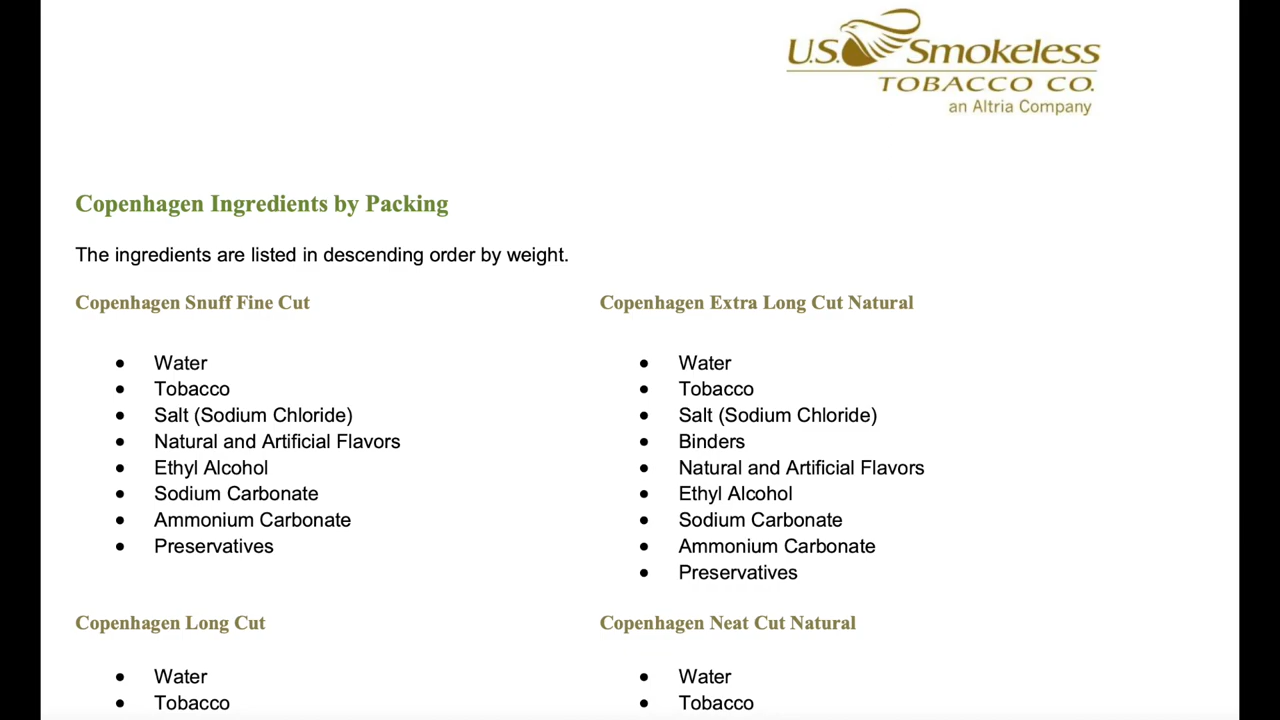 U.S. Smokeless
TOBACCO CO.
an Altria Company
Copenhagen Ingredients by Packing
The ingredients are listed in descending order by weight.
Copenhagen Snuff Fine Cut
• Water
• Tobacco
• Salt (Sodium Chloride)
• Natural and Artificial Flavors
• Ethyl Alcohol
• Sodium Carbonate
• Ammonium Carbonate
• Preservatives
Copenhagen Extra Long Cut Natural
• Water
• Tobacco
• Salt (Sodium Chloride)
• Binders
• Natural and Artificial Flavors
• Ethyl Alcohol
• Sodium Carbonate
• Ammonium Carbonate
• Preservatives
Copenhagen Long Cut
• Water
• Tobacco
Copenhagen Neat Cut Natural
• Water
• Tobacco